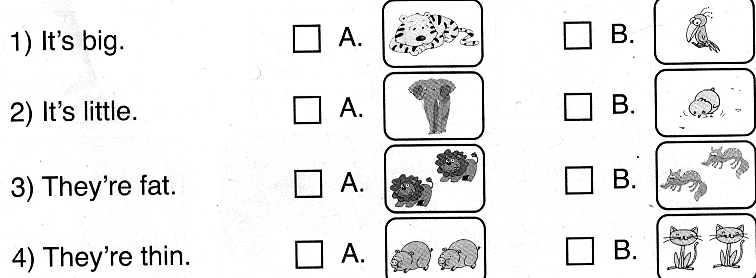 1) It's big. A. B.
2) It's little. A. B.
3) They're fat. A. B.
4) They're thin. A. B.